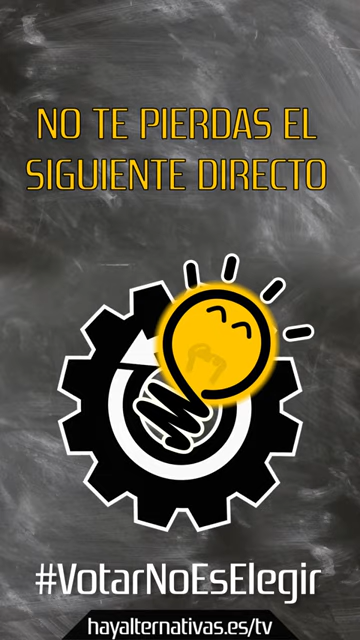 NO TE PIERDAS EL
SIGUIENTE DIRECTO
#VotarNoEsElegir
hayalternativas.es/tv